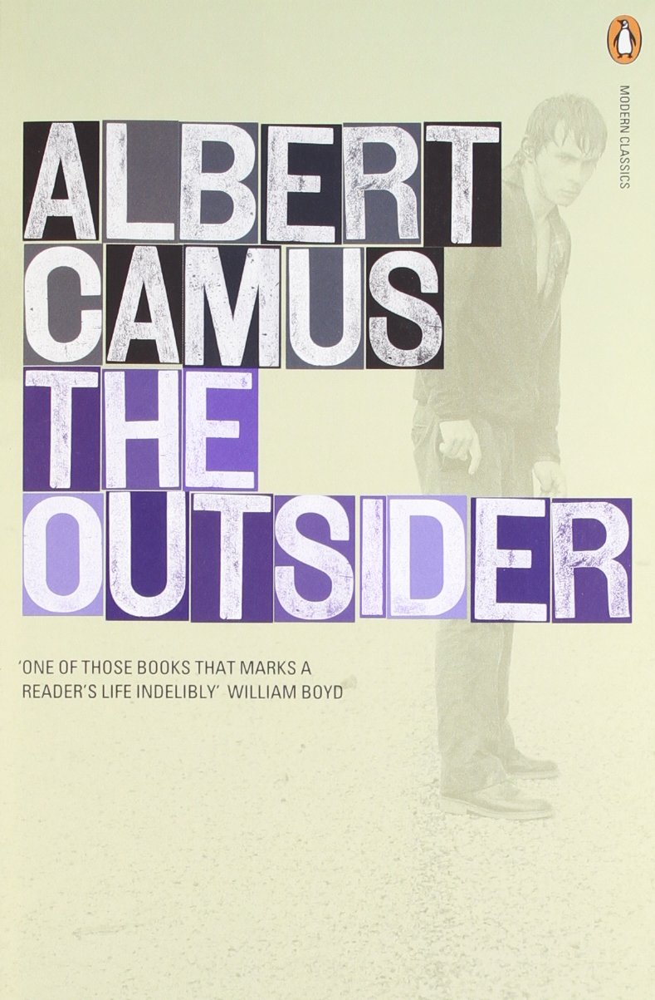 MODERN CLASSICS
ALBERT
CAMUS
THE
OUTSIDER
'ONE OF THOSE BOOKS THAT MARKS A
READER'S LIFE INDELIBLY' WILLIAM BOYD